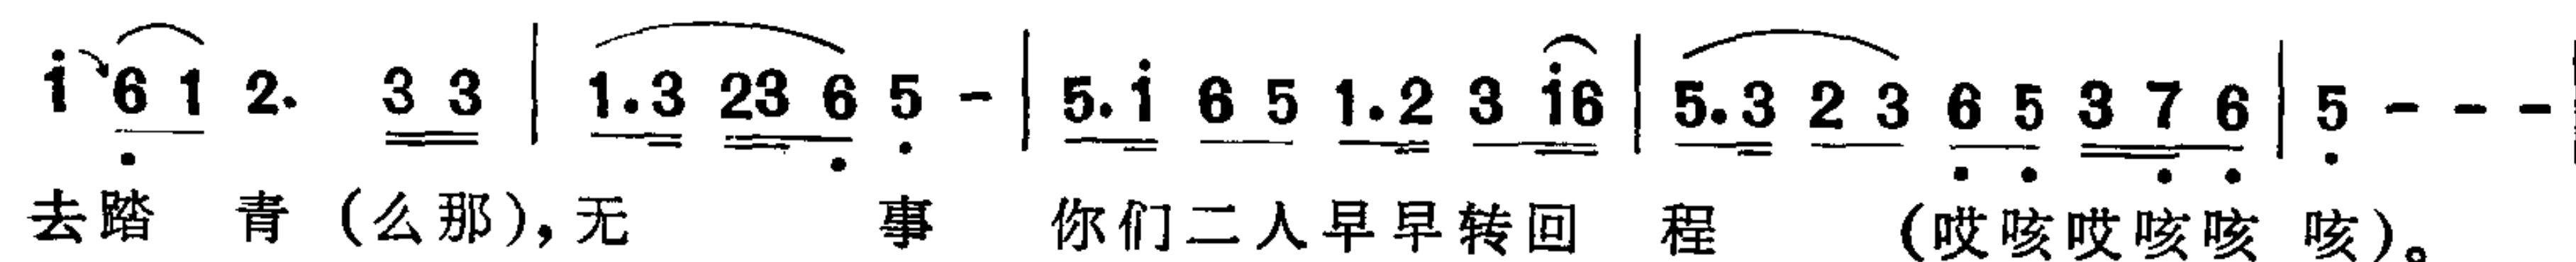 i 6 1 2. 3 3 | 1.3 23 6 5 - | 5.i 6 5 1.2 3 i6 | 5.3 2 3 6 5 3 7 6 | 5 - - -
去踏 青 (么那),无 事 你们二人早早转回 程 (哎咳哎咳咳 咳)。